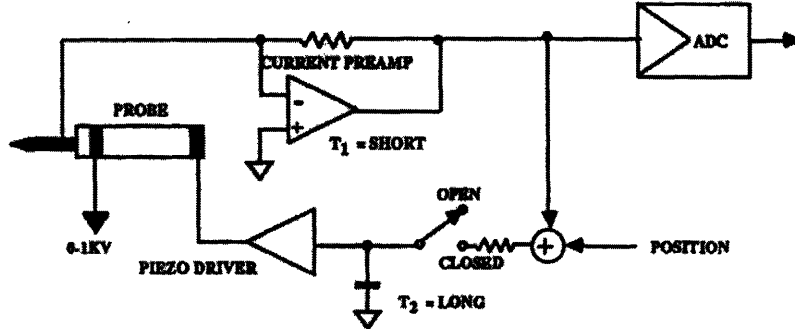 ADC
CURRENT PREAMP
-
+
PROBE
T1 = SHORT
OPEN
0-1KV
PIEZO DRIVER
CLOSED
+
POSITION
T2 = LONG